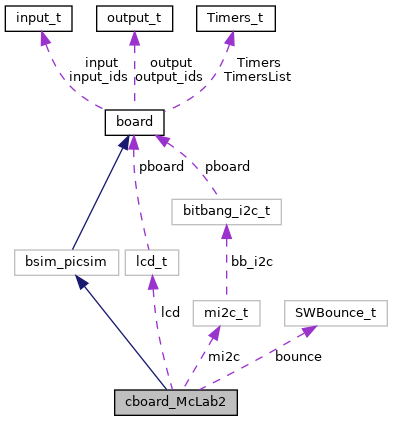 input_t
output_t
Timers_t
input
input_ids
output
output_ids
Timers
TimersList
board
pboard
pboard
bitbang_i2c_t
bsim_picsim
lcd_t
bb_i2c
lcd
mi2c_t
SWBounce_t
mi2c
bounce
cboard_McLab2